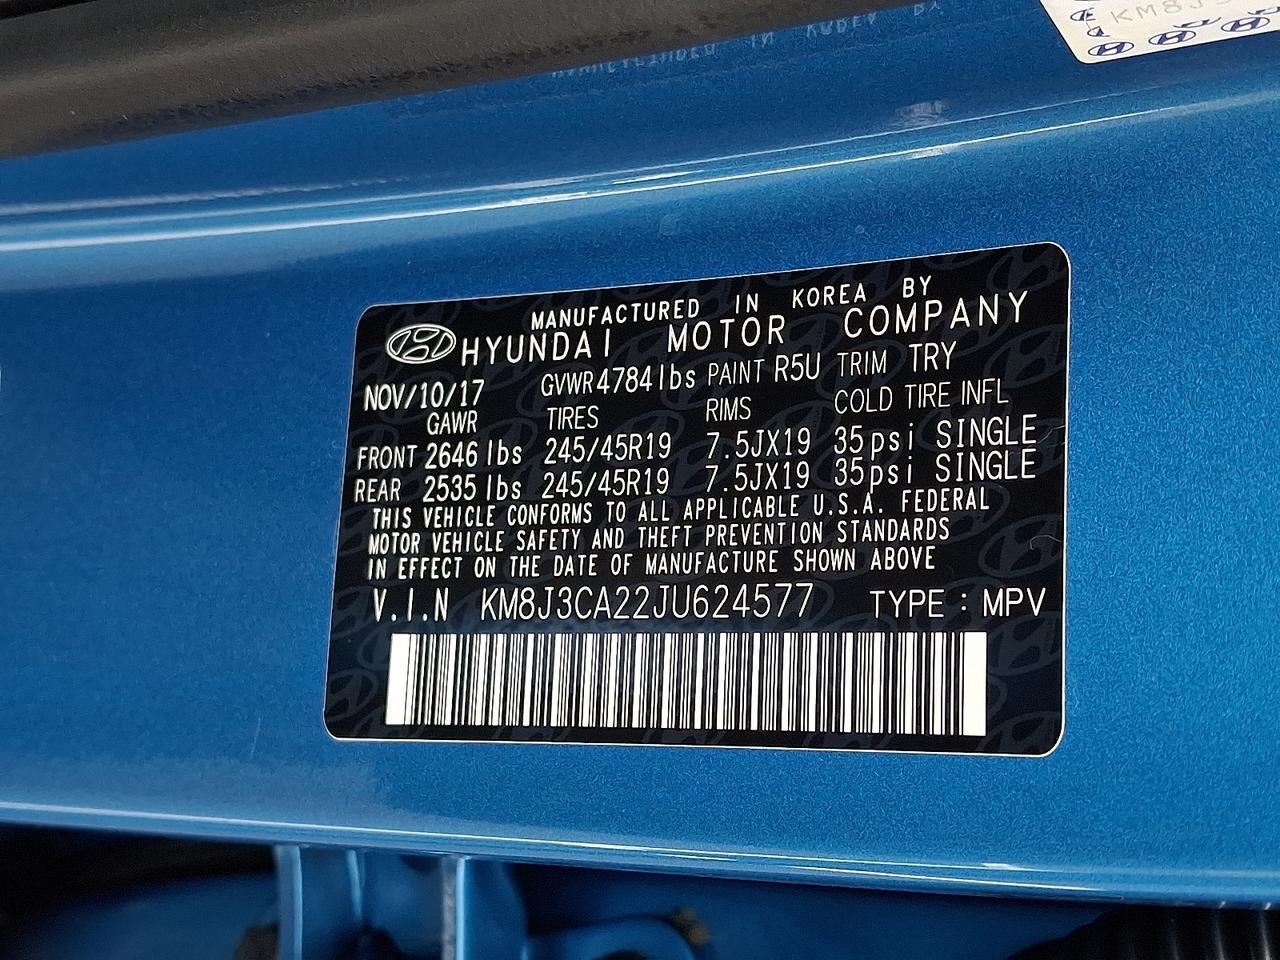 KM8J
MANUFACTURED IN KOREA BY
HYUNDAI MOTOR COMPANY
NOV/10/17 GVWR 4784 lbs PAINT R5U TRIM TRY
GAWR TIRES RIMS COLD TIRE INFL
FRONT 2646 lbs 245/45R19 7.5JX19 35psi SINGLE
REAR 2535 lbs 245/45R19 7.5JX19 35psi SINGLE
THIS VEHICLE CONFORMS TO ALL APPLICABLE U.S.A. FEDERAL
MOTOR VEHICLE SAFETY AND THEFT PREVENTION STANDARDS
IN EFFECT ON THE DATE OF MANUFACTURE SHOWN ABOVE
V.I.N KM8J3CA22JU624577 TYPE : MPV